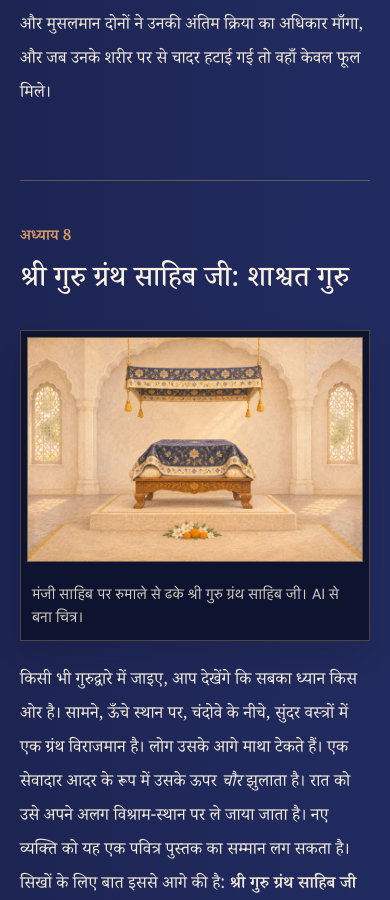 और मुसलमान दोनों ने उनकी अंतिम क्रिया का अधिकार माँगा,
और जब उनके शरीर पर से चादर हटाई गई तो वहाँ केवल फूल
मिले।
अध्याय 8
श्री गुरु ग्रंथ साहिब जी: शाश्वत गुरु
मंजी साहिब पर रुमाले से ढके श्री गुरु ग्रंथ साहिब जी। AI से
बना चित्र।
किसी भी गुरुद्वारे में जाइए, आप देखेंगे कि सबका ध्यान किस
ओर है। सामने, ऊँचे स्थान पर, चंदोवे के नीचे, सुंदर वस्त्रों में
एक ग्रंथ विराजमान है। लोग उसके आगे माथा टेकते हैं। एक
सेवादार आदर के रूप में उसके ऊपर चौर झुलाता है। रात को
उसे अपने अलग विश्राम-स्थान पर ले जाया जाता है। नए
व्यक्ति को यह एक पवित्र पुस्तक का सम्मान लग सकता है।
सिखों के लिए बात इससे आगे की है: श्री गुरु ग्रंथ साहिब जी